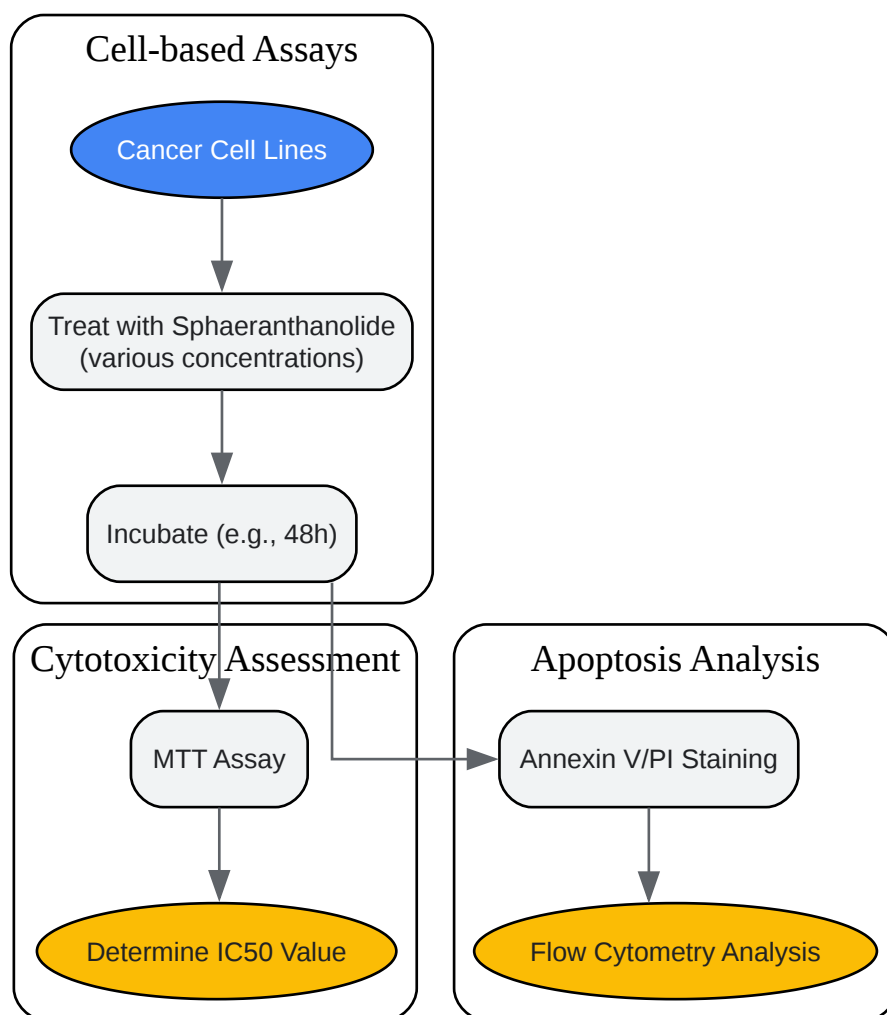 Cell-based Assays
Cancer Cell Lines
Treat with Sphaeranthanolide
(various concentrations)
Incubate (e.g., 48h)
Cytotoxicity Assessment
MTT Assay
Determine IC50 Value
Apoptosis Analysis
Annexin V/PI Staining
Flow Cytometry Analysis